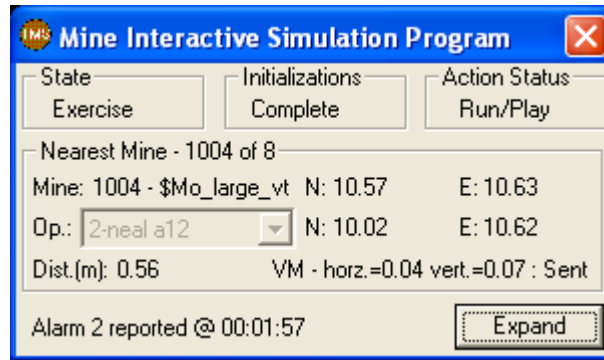 IMS Mine Interactive Simulation Program
State Initializations Action Status
Exercise Complete Run/Play
Nearest Mine - 1004 of 8
Mine: 1004 - $Mo_large_vt N: 10.57 E: 10.63
Op.: 2-neal a12 N: 10.02 E: 10.62
Dist.(m): 0.56 VM - horz.=0.04 vert.=0.07 : Sent
Alarm 2 reported @ 00:01:57 Expand